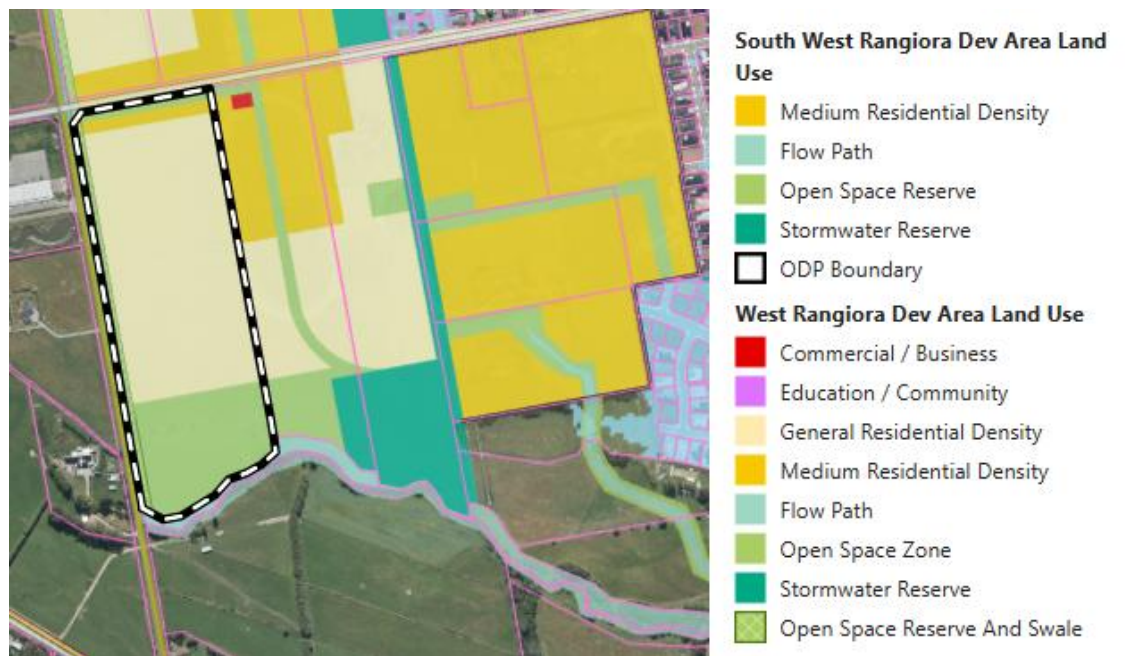 South West Rangiora Dev Area Land
Use
Medium Residential Density
Flow Path
Open Space Reserve
Stormwater Reserve
ODP Boundary
West Rangiora Dev Area Land Use
Commercial / Business
Education / Community
General Residential Density
Medium Residential Density
Flow Path
Open Space Zone
Stormwater Reserve
Open Space Reserve And Swale